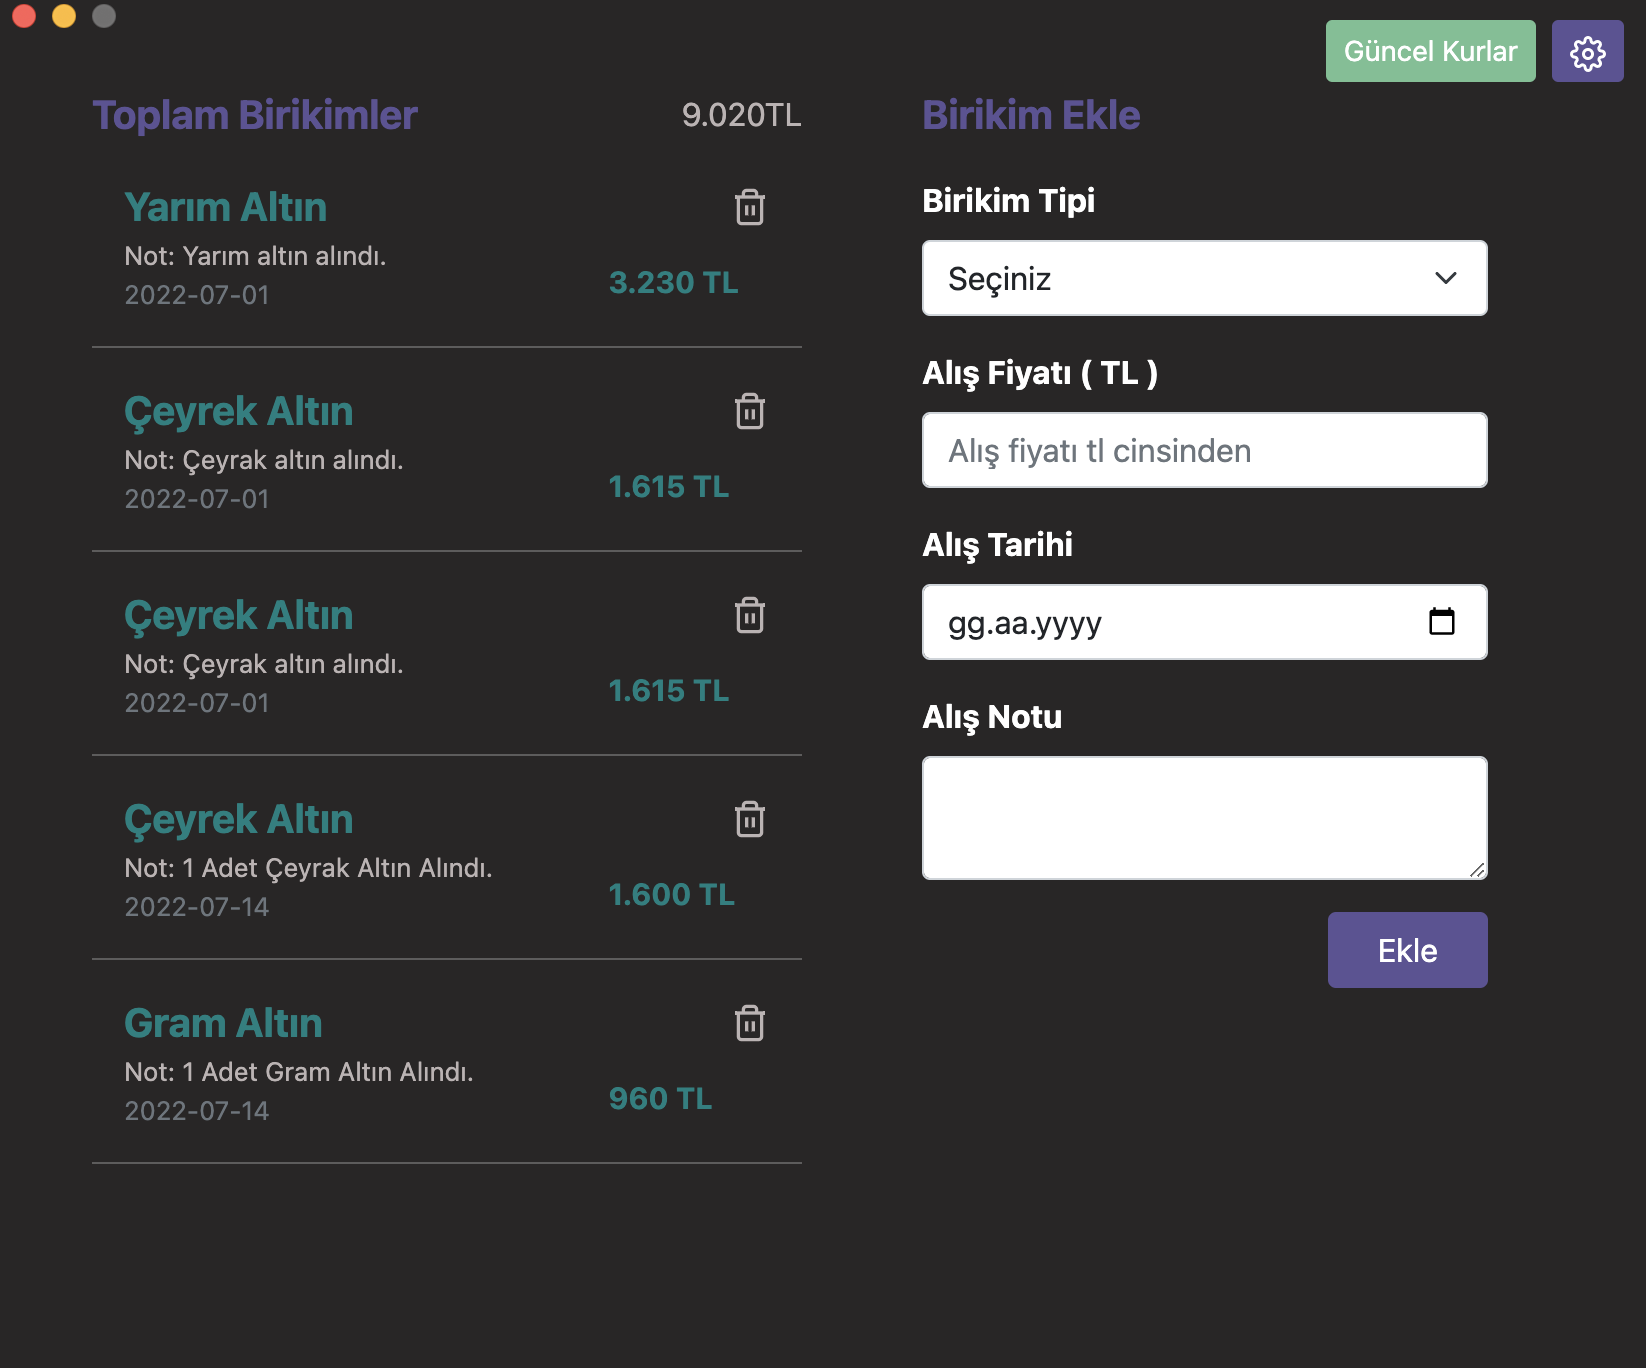 Güncel Kurlar
Toplam Birikimler
9.020TL
Yarım Altın
Not: Yarım altın alındı.
2022-07-01
3.230 TL
Çeyrek Altın
Not: Çeyrak altın alındı.
2022-07-01
1.615 TL
Çeyrek Altın
Not: Çeyrak altın alındı.
2022-07-01
1.615 TL
Çeyrek Altın
Not: 1 Adet Çeyrak Altın Alındı.
2022-07-14
1.600 TL
Gram Altın
Not: 1 Adet Gram Altın Alındı.
2022-07-14
960 TL
Birikim Ekle
Birikim Tipi
Seçiniz
Alış Fiyatı ( TL )
Alış fiyatı tl cinsinden
Alış Tarihi
gg.aa.yyyy
Alış Notu
Ekle